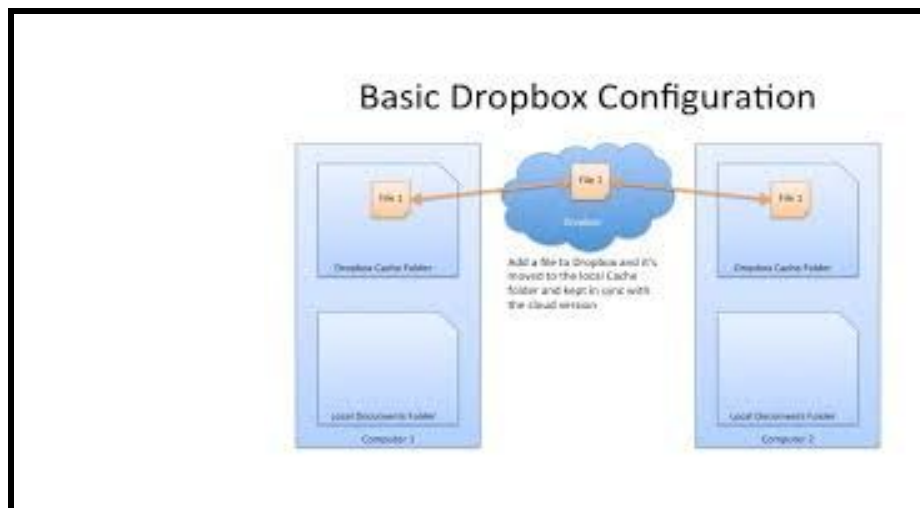 Basic Dropbox Configuration
File 1
File 1
File 1
Dropbox
Add a file to Dropbox and it's
moved to the local Cache
folder and kept in sync with
the cloud version
Dropbox Cache Folder
Dropbox Cache Folder
Local Documents Folder
Local Documents Folder
Computer 1
Computer 2